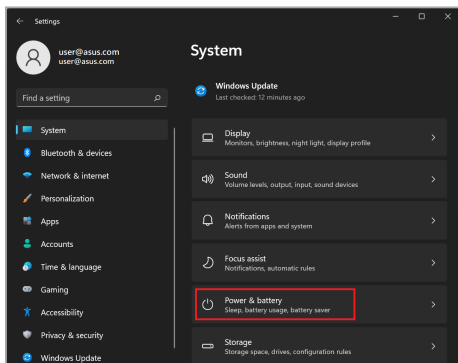 Settings
user@asus.com
user@asus.com
Find a setting
System
Bluetooth & devices
Network & internet
Personalization
Apps
Accounts
Time & language
Gaming
Accessibility
Privacy & security
Windows Update
System
Windows Update
Last checked: 12 minutes ago
Display
Monitors, brightness, night light, display profile
Sound
Volume levels, output, input, sound devices
Notifications
Alerts from apps and system
Focus assist
Notifications, automatic rules
Power & battery
Sleep, battery usage, battery saver
Storage
Storage space, drives, configuration rules